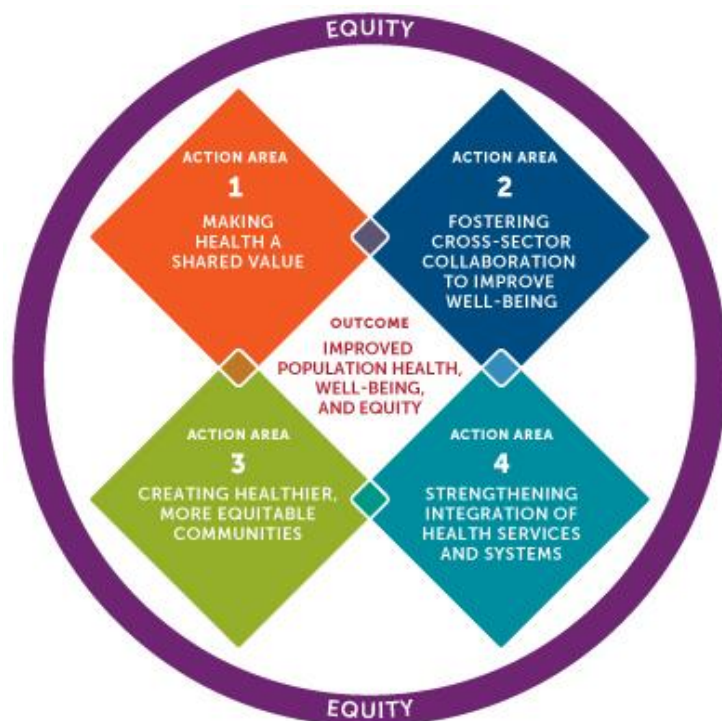 EQUITY
ACTION AREA
1
MAKING
HEALTH A
SHARED VALUE
ACTION AREA
2
FOSTERING
CROSS-SECTOR
COLLABORATION
TO IMPROVE
WELL-BEING
OUTCOME
IMPROVED
POPULATION HEALTH,
WELL-BEING,
AND EQUITY
ACTION AREA
3
CREATING HEALTHIER,
MORE EQUITABLE
COMMUNITIES
ACTION AREA
4
STRENGTHENING
INTEGRATION OF
HEALTH SERVICES
AND SYSTEMS
EQUITY